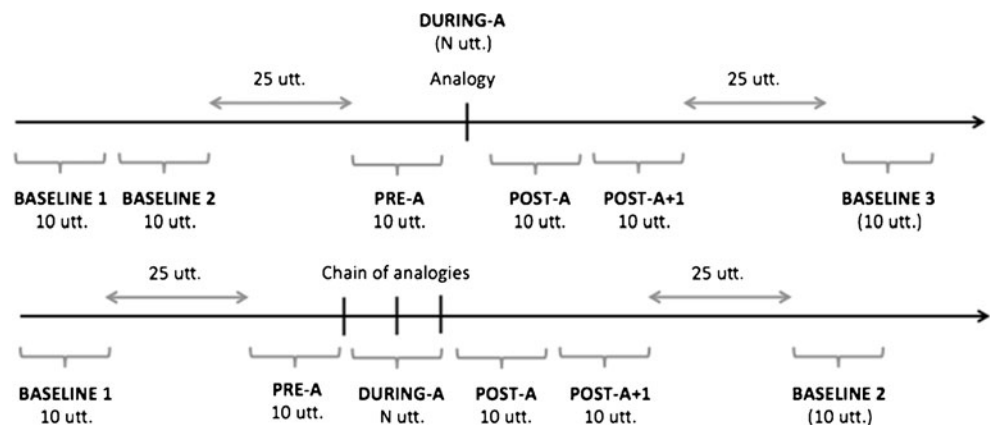 DURING-A
(N utt.)
25 utt. Analogy 25 utt.
BASELINE 1 BASELINE 2 PRE-A POST-A POST-A+1 BASELINE 3
10 utt. 10 utt. 10 utt. 10 utt. 10 utt. (10 utt.)
25 utt. Chain of analogies 25 utt.
BASELINE 1 PRE-A DURING-A POST-A POST-A+1 BASELINE 2
10 utt. 10 utt. N utt. 10 utt. 10 utt. (10 utt.)